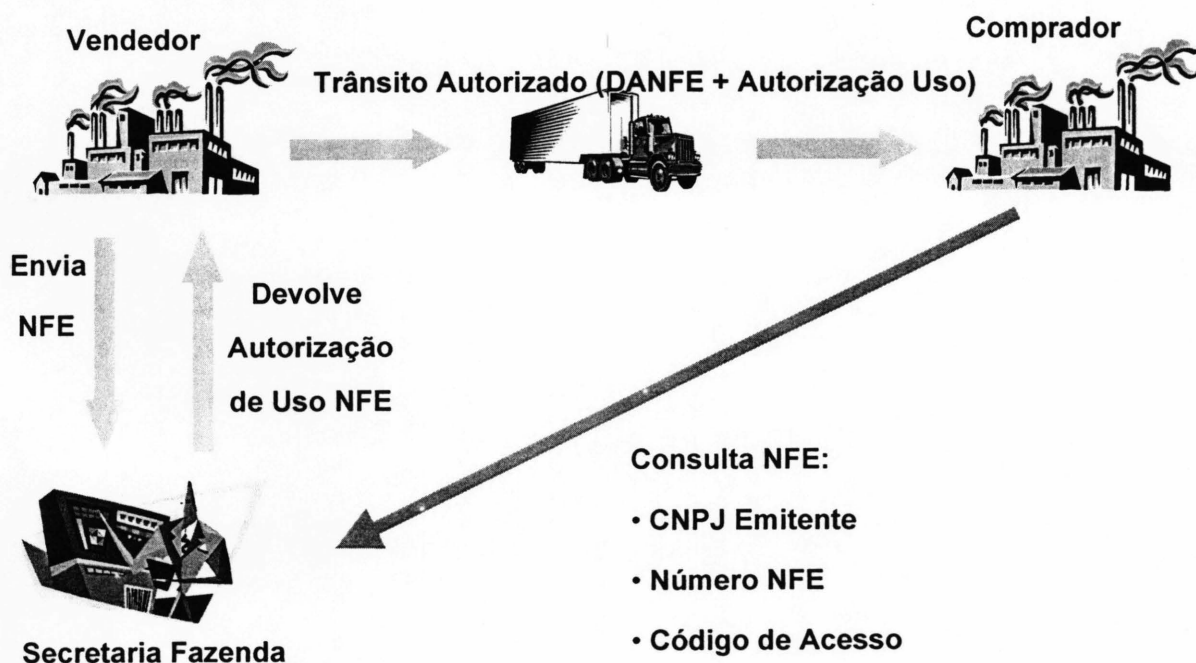 Vendedor
Comprador
Trânsito Autorizado (DANFE + Autorização Uso)
Envia
NFE
Devolve
Autorização
de Uso NFE
Consulta NFE:
• CNPJ Emitente
• Número NFE
• Código de Acesso
Secretaria Fazenda